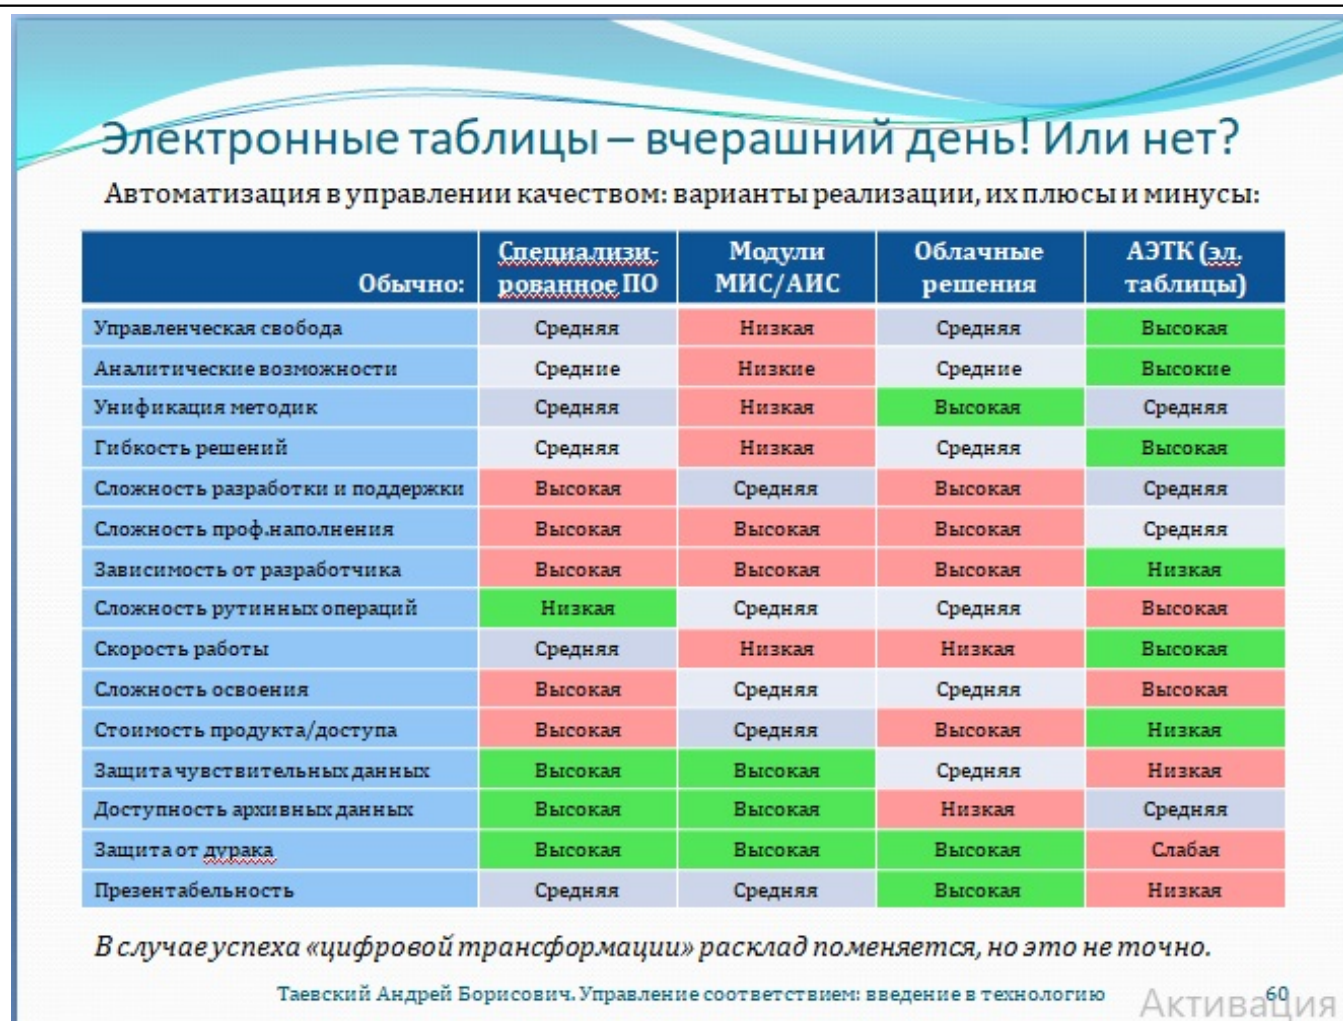 Электронные таблицы – вчерашний день! Или нет?
Автоматизация в управлении качеством: варианты реализации, их плюсы и минусы:
Обычно: Специализи-рованное ПО Модули МИС/АИС Облачные решения АЭТК (эл. таблицы)
Управленческая свобода Средняя Низкая Средняя Высокая
Аналитические возможности Средние Низкие Средние Высокие
Унификация методик Средняя Низкая Высокая Средняя
Гибкость решений Средняя Низкая Средняя Высокая
Сложность разработки и поддержки Высокая Средняя Высокая Средняя
Сложность проф.наполнения Высокая Высокая Высокая Средняя
Зависимость от разработчика Высокая Высокая Высокая Низкая
Сложность рутинных операций Низкая Средняя Средняя Высокая
Скорость работы Средняя Низкая Низкая Высокая
Сложность освоения Высокая Средняя Средняя Высокая
Стоимость продукта/доступа Высокая Средняя Высокая Низкая
Защита чувствительных данных Высокая Высокая Средняя Низкая
Доступность архивных данных Высокая Высокая Низкая Средняя
Защита от дурака Высокая Высокая Высокая Слабая
Презентабельность Средняя Средняя Высокая Низкая
В случае успеха «цифровой трансформации» расклад поменяется, но это не точно.
Таевский Андрей Борисович. Управление соответствием: введение в технологию 60
Активация